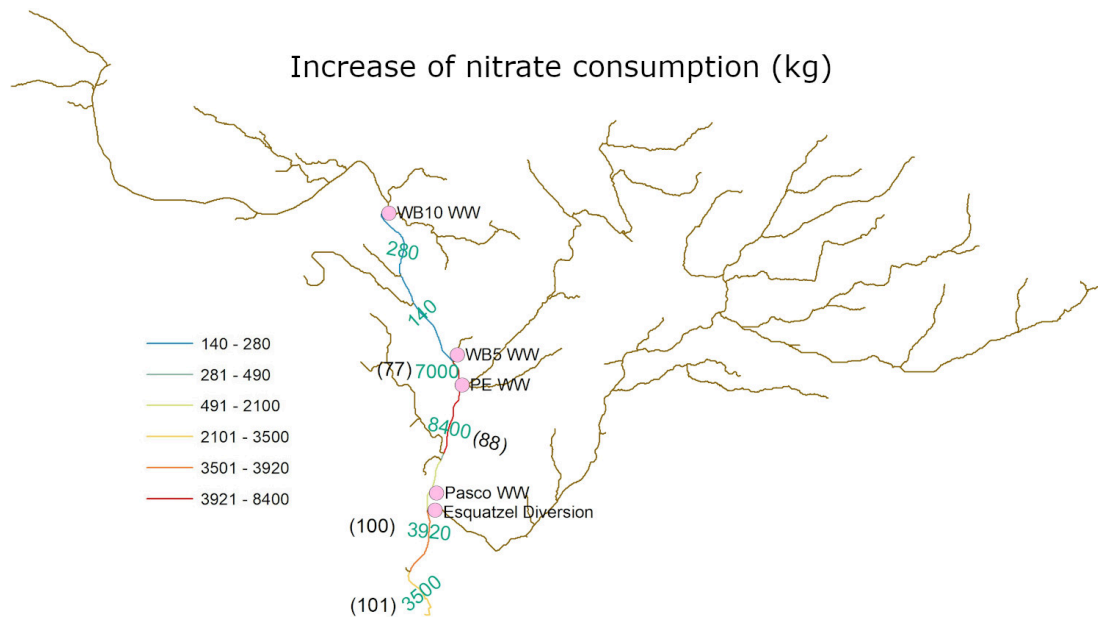 Increase of nitrate consumption (kg)
WB10 WW
280
140
140 - 280
281 - 490
491 - 2100
2101 - 3500
3501 - 3920
3921 - 8400
WB5 WW
(77) 7000
PE WW
8400 (88)
Pasco WW
Esquatzel Diversion
(100) 3920
(101) 3500